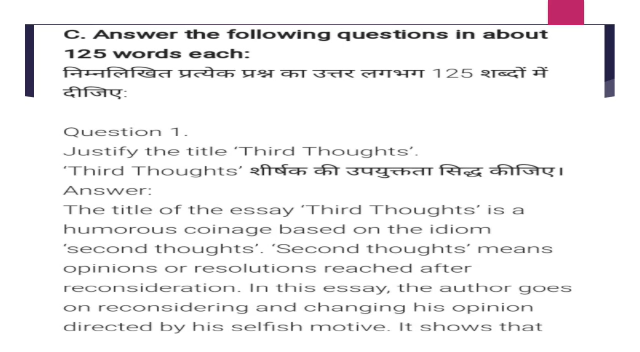 C. Answer the following questions in about
125 words each:
निम्नलिखित प्रत्येक प्रश्न का उत्तर लगभग 125 शब्दों में
दीजिए:
Question 1.
Justify the title ‘Third Thoughts’.
‘Third Thoughts’ शीर्षक की उपयुक्तता सिद्ध कीजिए।
Answer:
The title of the essay ‘Third Thoughts’ is a
humorous coinage based on the idiom
‘second thoughts’. ‘Second thoughts’ means
opinions or resolutions reached after
reconsideration. In this essay, the author goes
on reconsidering and changing his opinion
directed by his selfish motive. It shows that